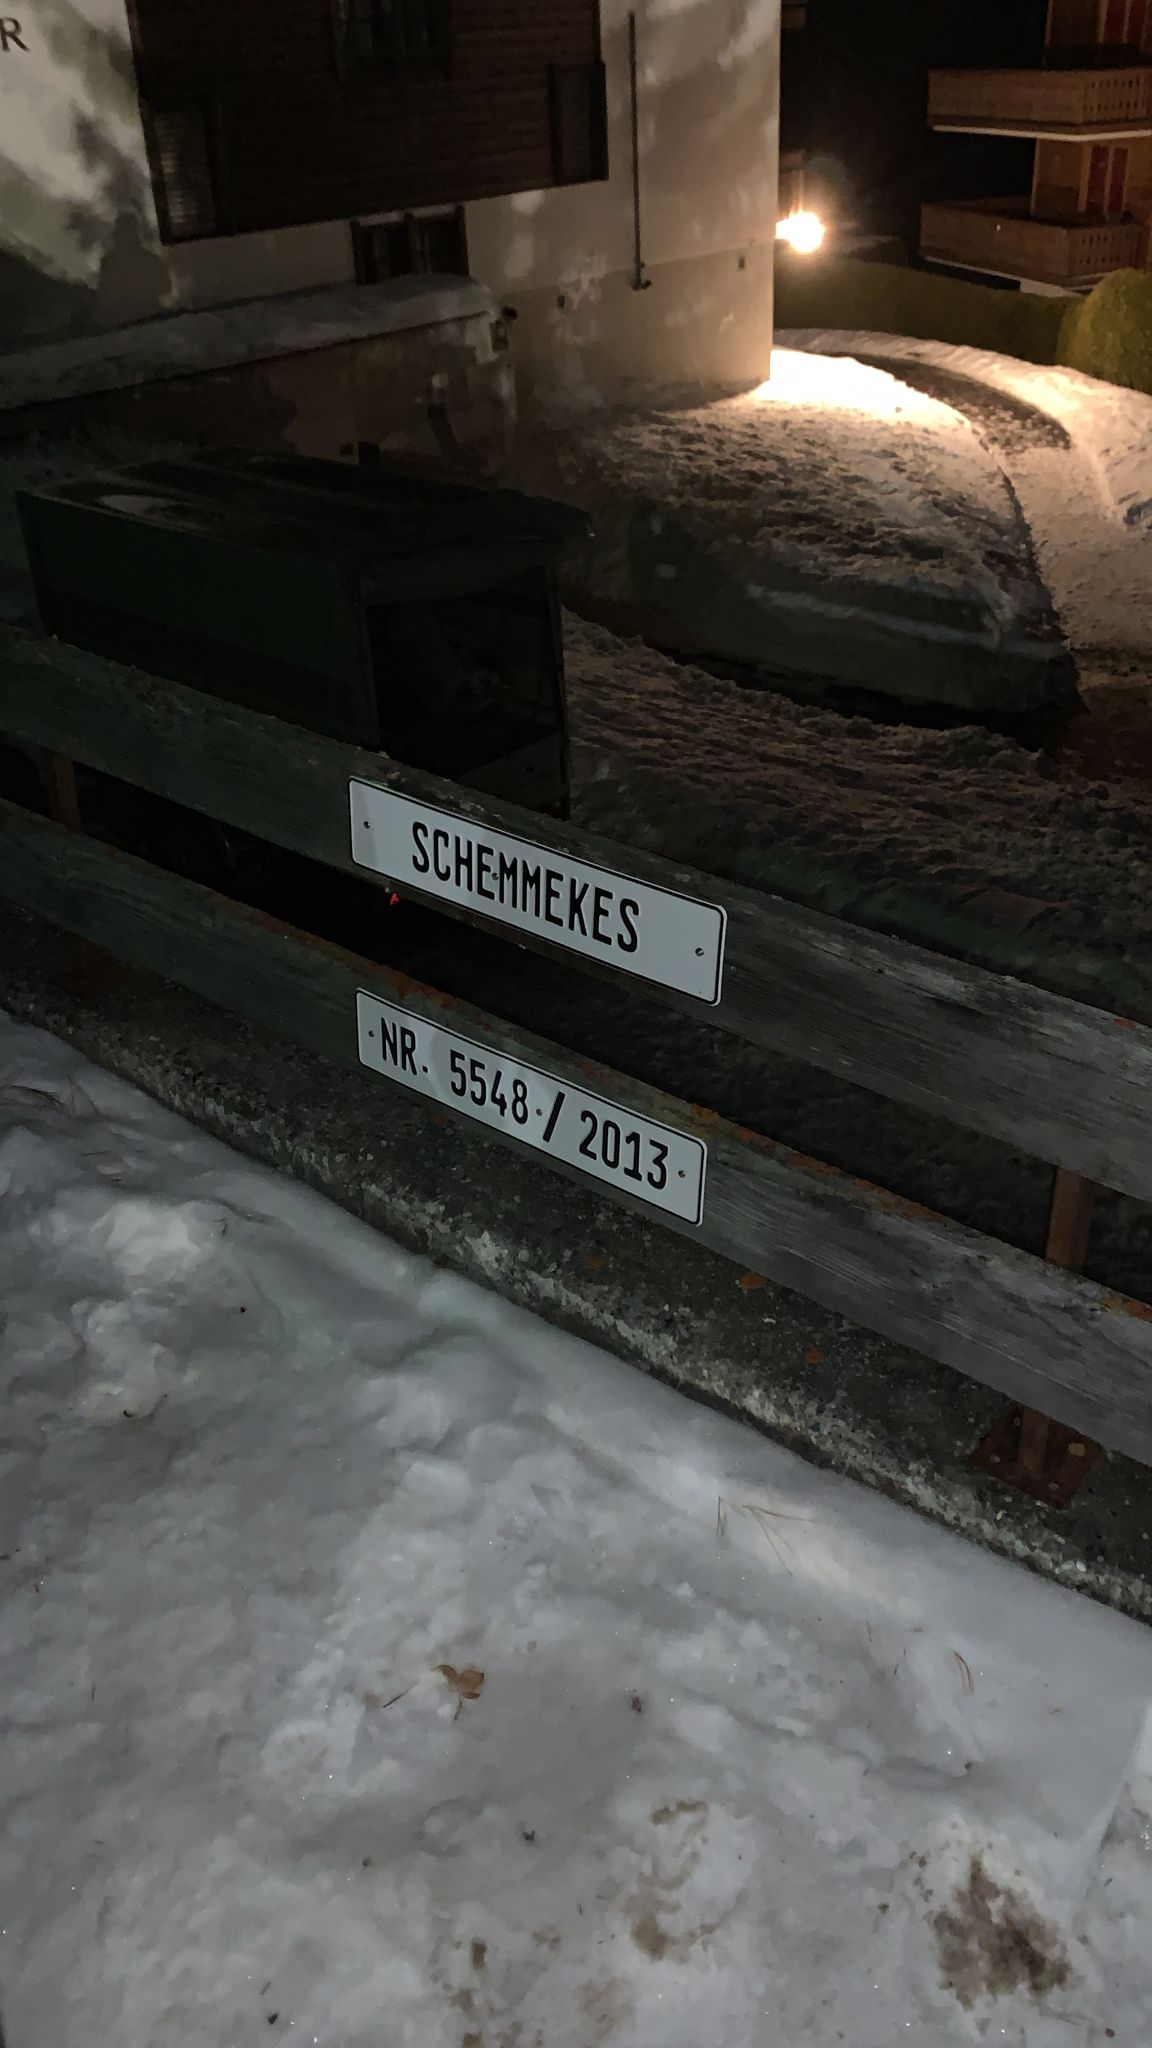 R
SCHEMMEKES
NR. 5548 / 2013